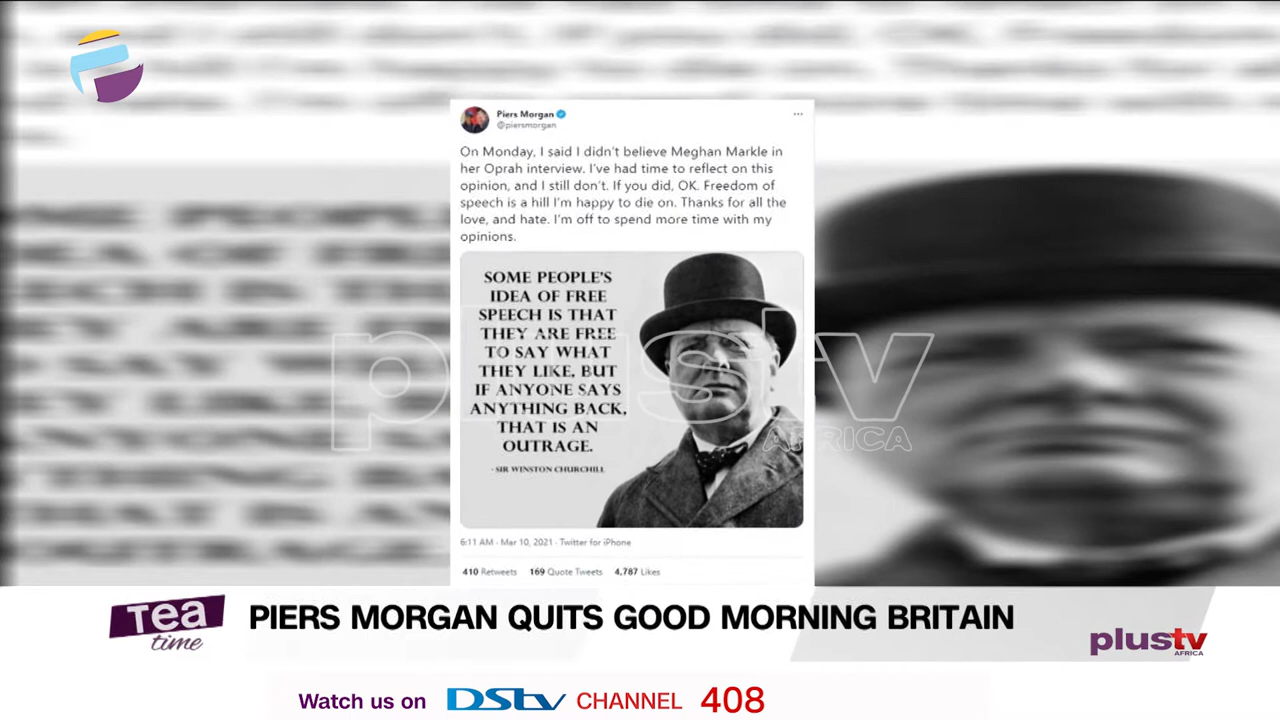 Piers Morgan
@piersmorgan
On Monday, I said I didn't believe Meghan Markle in
her Oprah interview. I've had time to reflect on this
opinion, and I still don't. If you did, OK. Freedom of
speech is a hill I'm happy to die on. Thanks for all the
love, and hate. I'm off to spend more time with my
opinions.
SOME PEOPLE'S
IDEA OF FREE
SPEECH IS THAT
THEY ARE FREE
TO SAY WHAT
THEY LIKE, BUT
IF ANYONE SAYS
ANYTHING BACK,
THAT IS AN
OUTRAGE.
- SIR WINSTON CHURCHILL
plustv
AFRICA
6:11 AM · Mar 10, 2021 · Twitter for iPhone
410 Retweets 169 Quote Tweets 4,787 Likes
Tea
time
PIERS MORGAN QUITS GOOD MORNING BRITAIN
plustv
AFRICA
Watch us on DStv CHANNEL 408